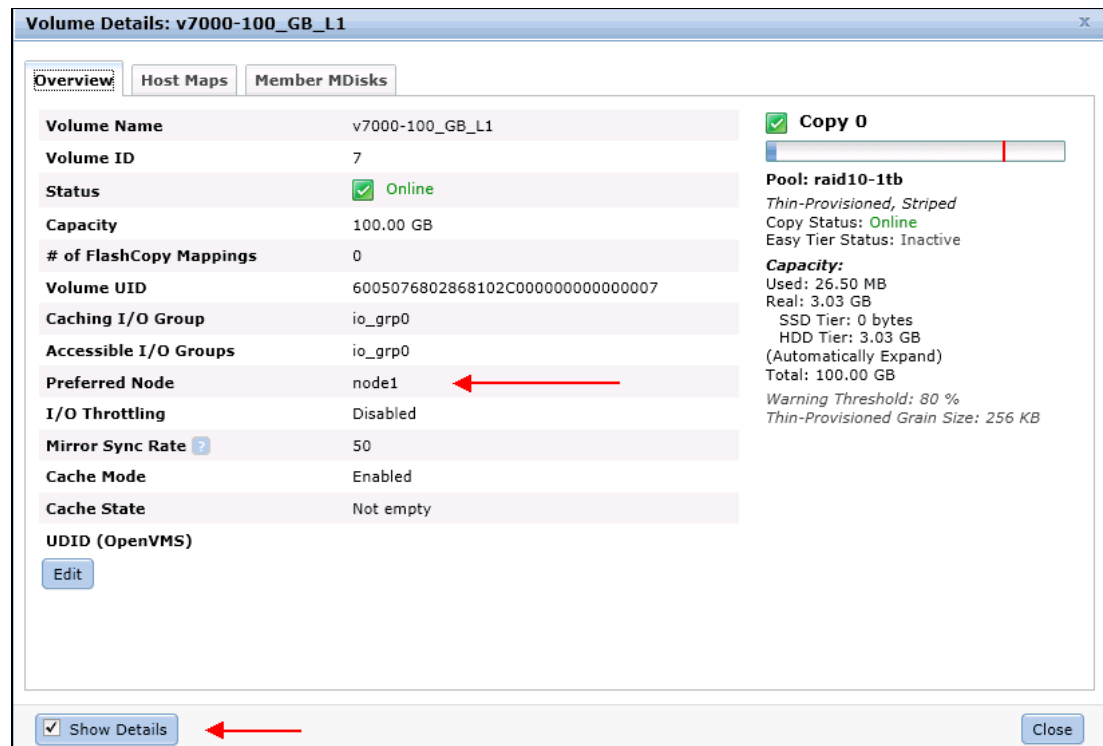 Volume Details: v7000-100_GB_L1 x
Overview Host Maps Member MDisks
Volume Name v7000-100_GB_L1
Volume ID 7
Status Online
Capacity 100.00 GB
# of FlashCopy Mappings 0
Volume UID 6005076802868102C000000000000007
Caching I/O Group io_grp0
Accessible I/O Groups io_grp0
Preferred Node node1
I/O Throttling Disabled
Mirror Sync Rate ? 50
Cache Mode Enabled
Cache State Not empty
UDID (OpenVMS)
Edit
Copy 0
Pool: raid10-1tb
Thin-Provisioned, Striped
Copy Status: Online
Easy Tier Status: Inactive
Capacity:
Used: 26.50 MB
Real: 3.03 GB
SSD Tier: 0 bytes
HDD Tier: 3.03 GB
(Automatically Expand)
Total: 100.00 GB
Warning Threshold: 80 %
Thin-Provisioned Grain Size: 256 KB
Show Details
Close